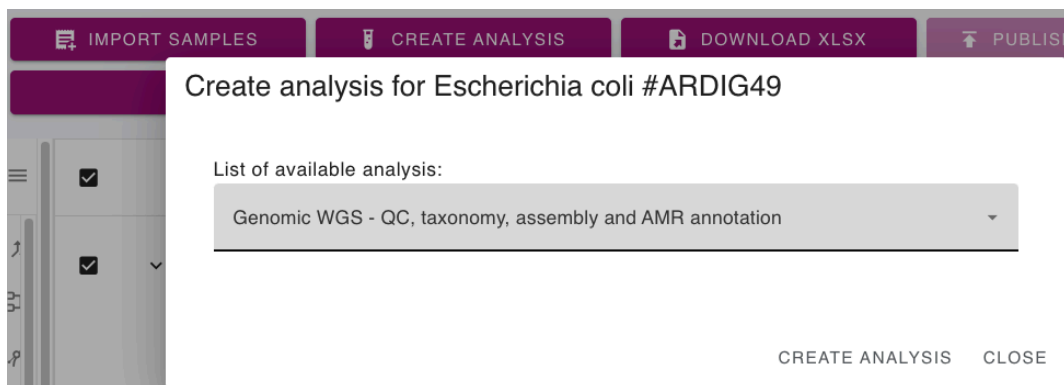 IMPORT SAMPLES
CREATE ANALYSIS
DOWNLOAD XLSX
Create analysis for Escherichia coli #ARDIG49
List of available analysis:
Genomic WGS - QC, taxonomy, assembly and AMR annotation
CREATE ANALYSIS
CLOSE